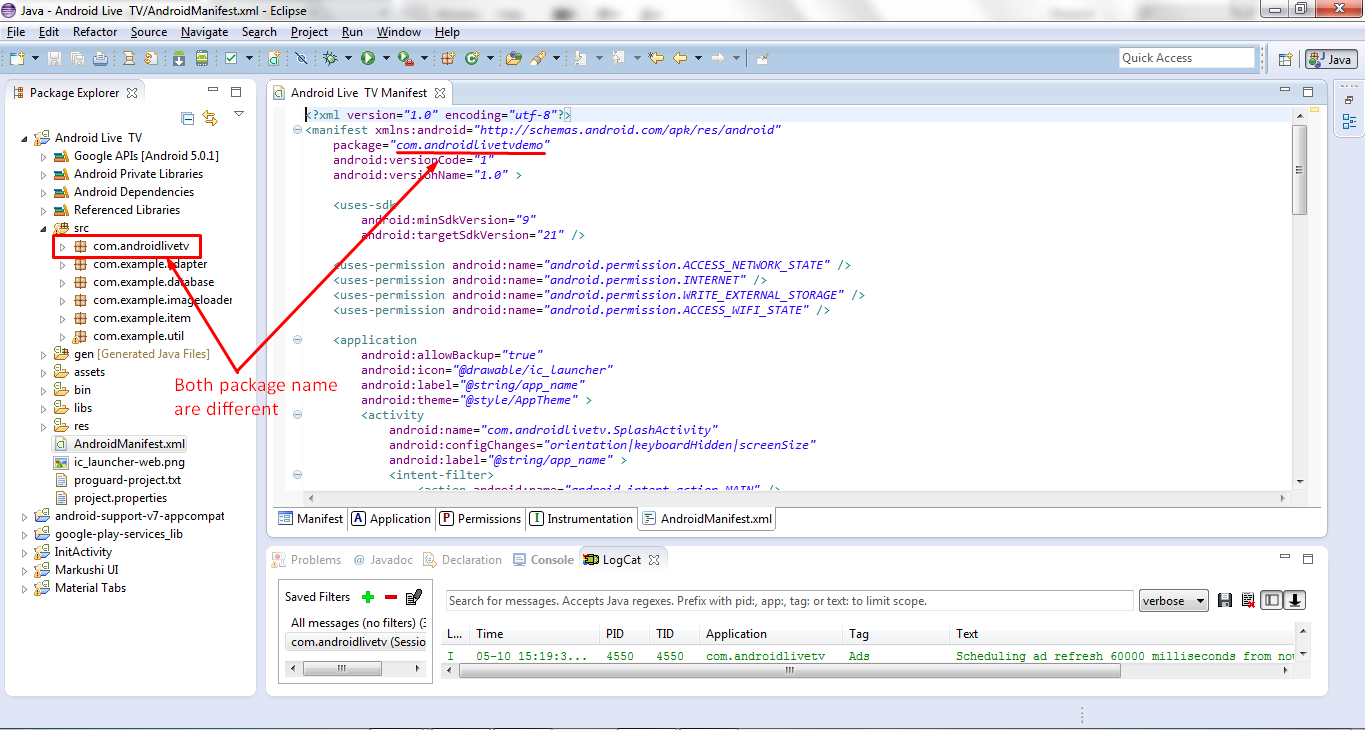 Java - Android Live  TV/AndroidManifest.xml - Eclipse
File Edit Refactor Source Navigate Search Project Run Window Help
Quick Access
Java
Package Explorer
Android Live  TV
Google APIs [Android 5.0.1]
Android Private Libraries
Android Dependencies
Referenced Libraries
src
com.androidlivetv
com.example.adapter
com.example.database
com.example.imageloader
com.example.item
com.example.util
gen [Generated Java Files]
assets
bin
libs
res
AndroidManifest.xml
ic_launcher-web.png
proguard-project.txt
project.properties
android-support-v7-appcompat
google-play-services_lib
InitActivity
Markushi UI
Material Tabs
Both package name
are different
Android Live  TV Manifest
<?xml version="1.0" encoding="utf-8"?>
<manifest xmlns:android="http://schemas.android.com/apk/res/android"
package="com.androidlivetvdemo"
android:versionCode="1"
android:versionName="1.0" >
<uses-sdk
android:minSdkVersion="9"
android:targetSdkVersion="21" />
<uses-permission android:name="android.permission.ACCESS_NETWORK_STATE" />
<uses-permission android:name="android.permission.INTERNET" />
<uses-permission android:name="android.permission.WRITE_EXTERNAL_STORAGE" />
<uses-permission android:name="android.permission.ACCESS_WIFI_STATE" />
<application
android:allowBackup="true"
android:icon="@drawable/ic_launcher"
android:label="@string/app_name"
android:theme="@style/AppTheme" >
<activity
android:name="com.androidlivetv.SplashActivity"
android:configChanges="orientation|keyboardHidden|screenSize"
android:label="@string/app_name" >
<intent-filter>
<action android:name="android.intent.action.MAIN" />
Manifest A Application P Permissions I Instrumentation AndroidManifest.xml
Problems @ Javadoc Declaration Console LogCat
Saved Filters
All messages (no filters) (3
com.androidlivetv (Sessio
Search for messages. Accepts Java regexes. Prefix with pid:, app:, tag: or text: to limit scope.
verbose
L... Time PID TID Application Tag Text
I 05-10 15:19:3... 4550 4550 com.androidlivetv Ads Scheduling ad refresh 60000 milliseconds from now